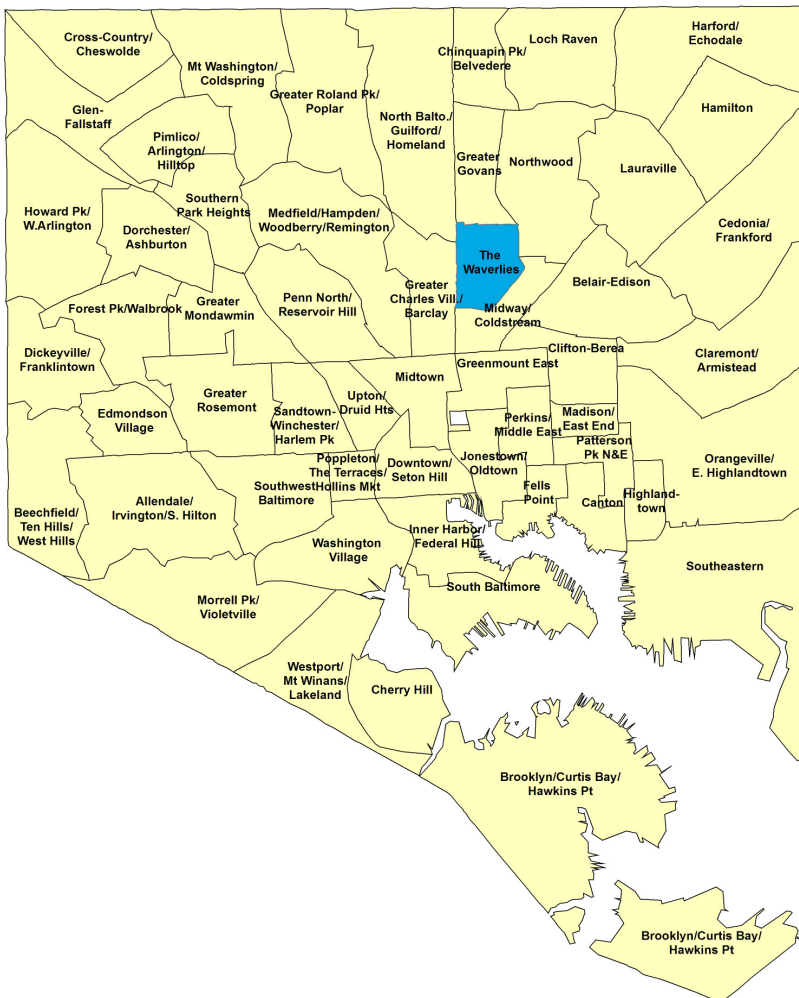 Cross-Country/
Cheswolde
Mt Washington/
Coldspring
Greater Roland Pk/
Poplar
North Balto./
Guilford/
Homeland
Chinquapin Pk/
Belvedere
Loch Raven
Harford/
Echodale
Glen-
Fallstaff
Pimlico/
Arlington/
Hilltop
Greater
Govans
Northwood
Lauraville
Hamilton
Howard Pk/
W.Arlington
Dorchester/
Ashburton
Southern
Park Heights
Medfield/Hampden/
Woodberry/Remington
The
Waverlies
Cedonia/
Frankford
Belair-Edison
Forest Pk/Walbrook
Greater
Mondawmin
Penn North/
Reservoir Hill
Greater
Charles Vill./
Barclay
Midway/
Coldstream
Dickeyville/
Franklintown
Midtown
Greenmount East
Clifton-Berea
Claremont/
Armistead
Edmondson
Village
Greater
Rosemont
Sandtown-
Winchester/
Harlem Pk
Upton/
Druid Hts
Perkins/
Middle East
Madison/
East End
Patterson
Pk N&E
Orangeville/
E. Highlandtown
Beechfield/
Ten Hills/
West Hills
Allendale/
Irvington/S. Hilton
Southwest
Baltimore
Poppleton/
The Terraces/
Hollins Mkt
Downtown/
Seton Hill
Jonestown/
Oldtown
Fells
Point
Canton
Highland-
town
Washington
Village
Inner Harbor/
Federal Hill
Southeastern
South Baltimore
Morrell Pk/
Violetville
Westport/
Mt Winans/
Lakeland
Cherry Hill
Brooklyn/Curtis Bay/
Hawkins Pt
Brooklyn/Curtis Bay/
Hawkins Pt